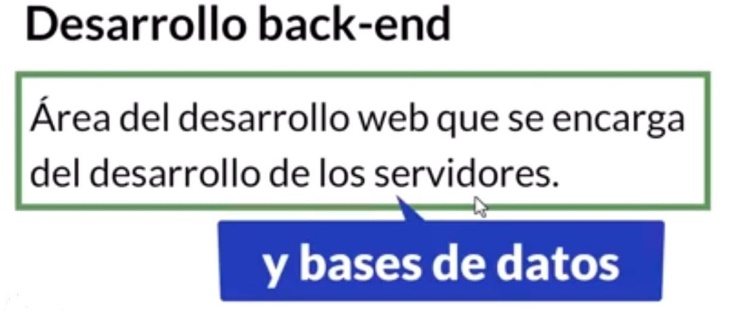 Desarrollo back-end
Área del desarrollo web que se encarga
del desarrollo de los servidores.
y bases de datos